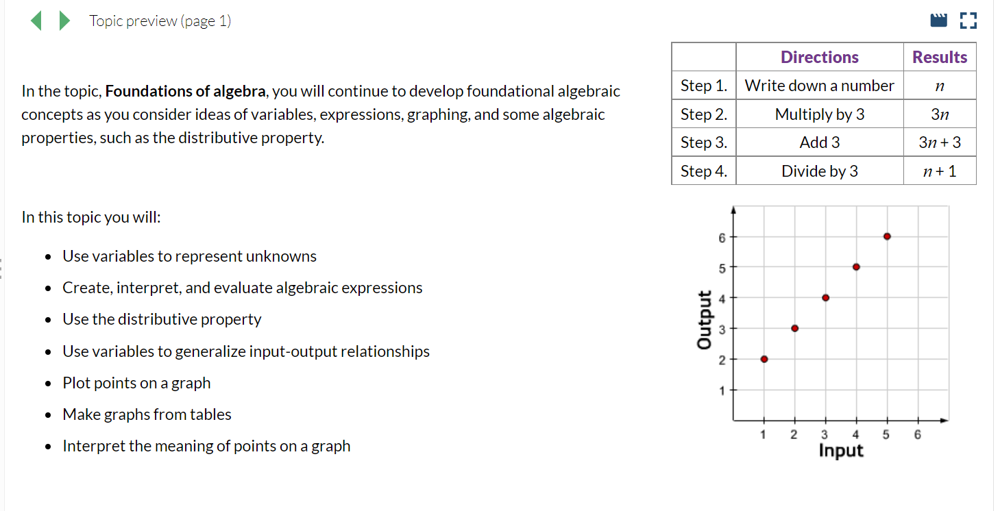 Topic preview (page 1)
In the topic, Foundations of algebra, you will continue to develop foundational algebraic
concepts as you consider ideas of variables, expressions, graphing, and some algebraic
properties, such as the distributive property.
In this topic you will:
• Use variables to represent unknowns
• Create, interpret, and evaluate algebraic expressions
• Use the distributive property
• Use variables to generalize input-output relationships
• Plot points on a graph
• Make graphs from tables
• Interpret the meaning of points on a graph
Directions Results
Step 1. Write down a number n
Step 2. Multiply by 3 3n
Step 3. Add 3 3n + 3
Step 4. Divide by 3 n + 1
Output
6
5
4
3
2
1
1 2 3 4 5 6
Input